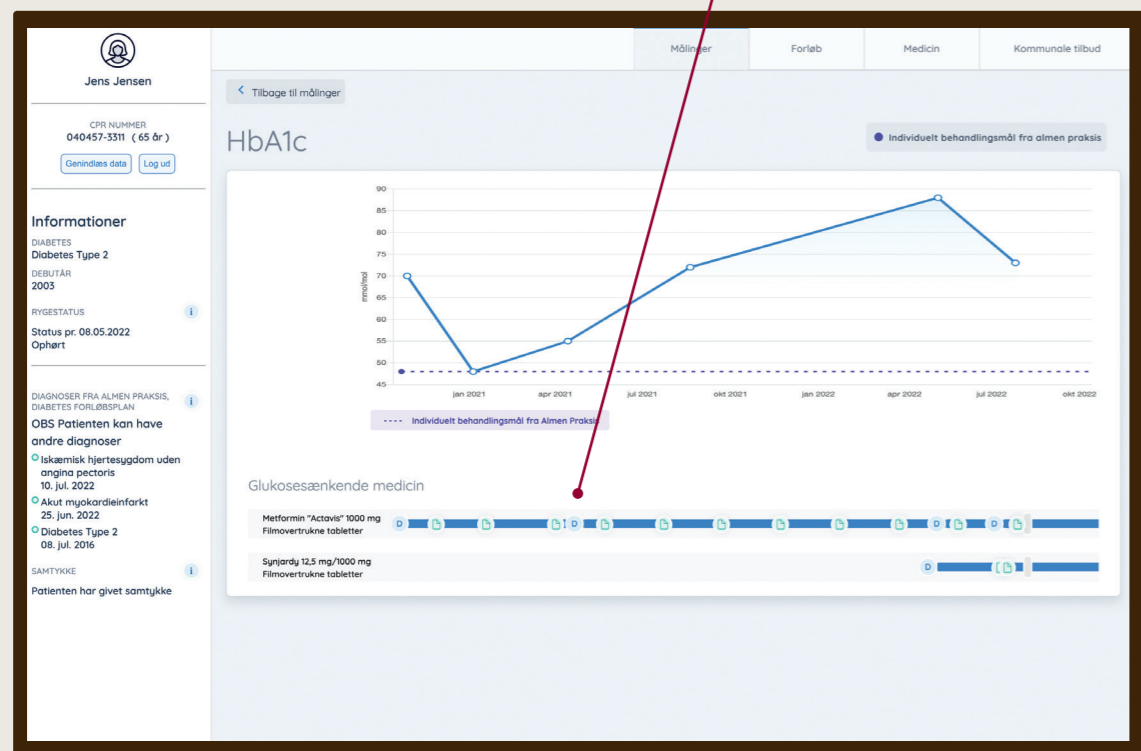 Jens Jensen
CPR NUMMER
040457-3311 ( 65 år )
Genindlæs data
Log ud
Informationer
DIABETES
Diabetes Type 2
DEBUTÅR
2003
RYGESTATUS
i
Status pr. 08.05.2022
Ophørt
DIAGNOSER FRA ALMEN PRAKSIS,
DIABETES FORLØBSPLAN
i
OBS Patienten kan have
andre diagnoser
Iskæmisk hjertesygdom uden
angina pectoris
10. jul. 2022
Akut myokardieinfarkt
25. jun. 2022
Diabetes Type 2
08. jul. 2016
SAMTYKKE
i
Patienten har givet samtykke
Målinger
Forløb
Medicin
Kommunale tilbud
Tilbage til målinger
HbA1c
Individuelt behandlingsmål fra almen praksis
90
85
80
75
70
65
60
55
50
45
mmol/mol
jan 2021
apr 2021
jul 2021
okt 2021
jan 2022
apr 2022
jul 2022
okt 2022
Individuelt behandlingsmål fra Almen Praksis
Glukosesænkende medicin
Metformin "Actavis" 1000 mg
Filmovertrukne tabletter
D
D
D
D
Synjardy 12,5 mg/1000 mg
Filmovertrukne tabletter
D